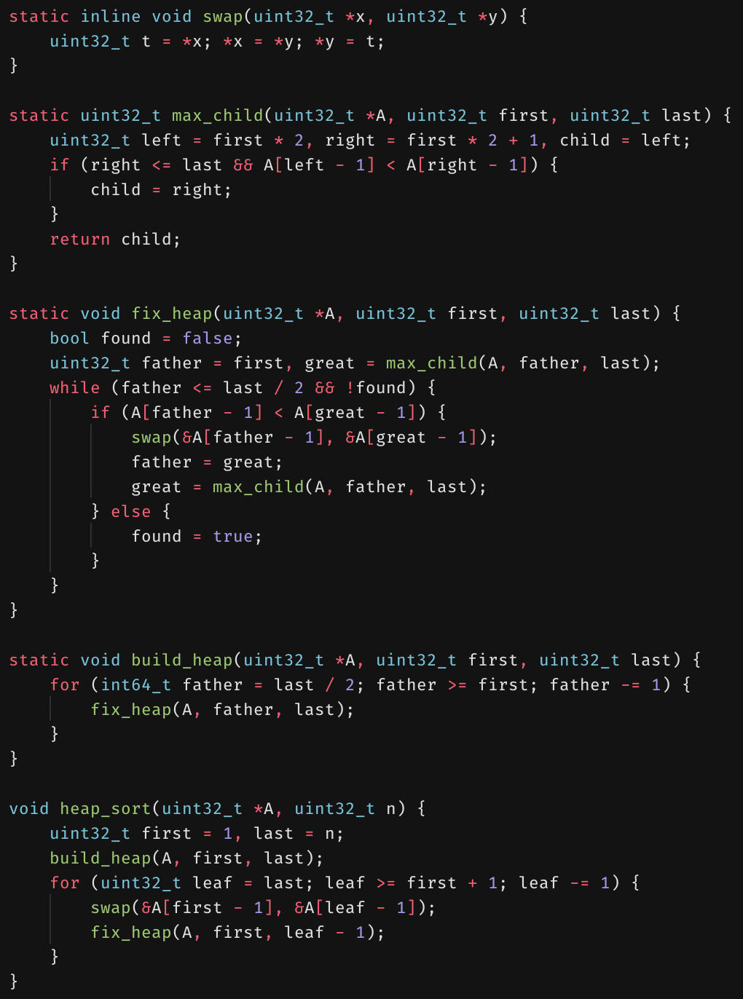 static inline void swap(uint32_t *x, uint32_t *y) {
    uint32_t t = *x; *x = *y; *y = t;
}

static uint32_t max_child(uint32_t *A, uint32_t first, uint32_t last) {
    uint32_t left = first * 2, right = first * 2 + 1, child = left;
    if (right <= last && A[left - 1] < A[right - 1]) {
        child = right;
    }
    return child;
}

static void fix_heap(uint32_t *A, uint32_t first, uint32_t last) {
    bool found = false;
    uint32_t father = first, great = max_child(A, father, last);
    while (father <= last / 2 && !found) {
        if (A[father - 1] < A[great - 1]) {
            swap(&A[father - 1], &A[great - 1]);
            father = great;
            great = max_child(A, father, last);
        } else {
            found = true;
        }
    }
}

static void build_heap(uint32_t *A, uint32_t first, uint32_t last) {
    for (int64_t father = last / 2; father >= first; father -= 1) {
        fix_heap(A, father, last);
    }
}

void heap_sort(uint32_t *A, uint32_t n) {
    uint32_t first = 1, last = n;
    build_heap(A, first, last);
    for (uint32_t leaf = last; leaf >= first + 1; leaf -= 1) {
        swap(&A[first - 1], &A[leaf - 1]);
        fix_heap(A, first, leaf - 1);
    }
}